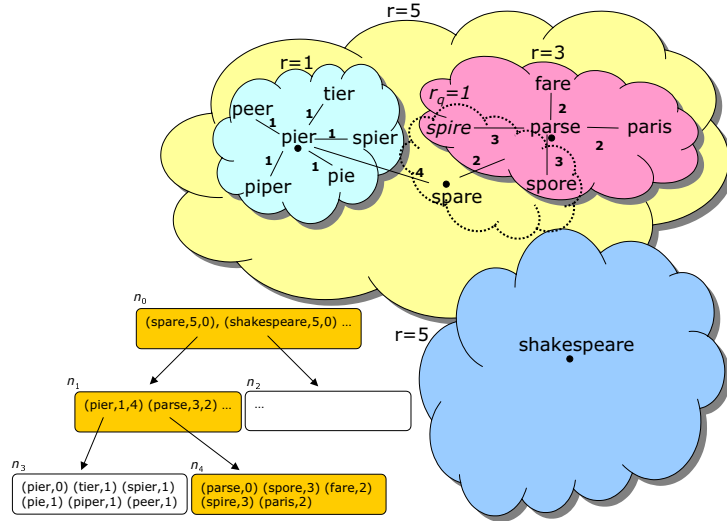 r=5
r=1
r=3
fare
tier
r_q=1
peer
2
1
1
pier
1
spier
spire
3
parse
2
paris
1
1
4
2
3
piper
pie
spare
spore
n_0
(spare,5,0), (shakespeare,5,0) ...
r=5
shakespeare
n_1
n_2
(pier,1,4) (parse,3,2) ...
...
n_3
n_4
(pier,0) (tier,1) (spier,1)
(pie,1) (piper,1) (peer,1)
(parse,0) (spore,3) (fare,2)
(spire,3) (paris,2)